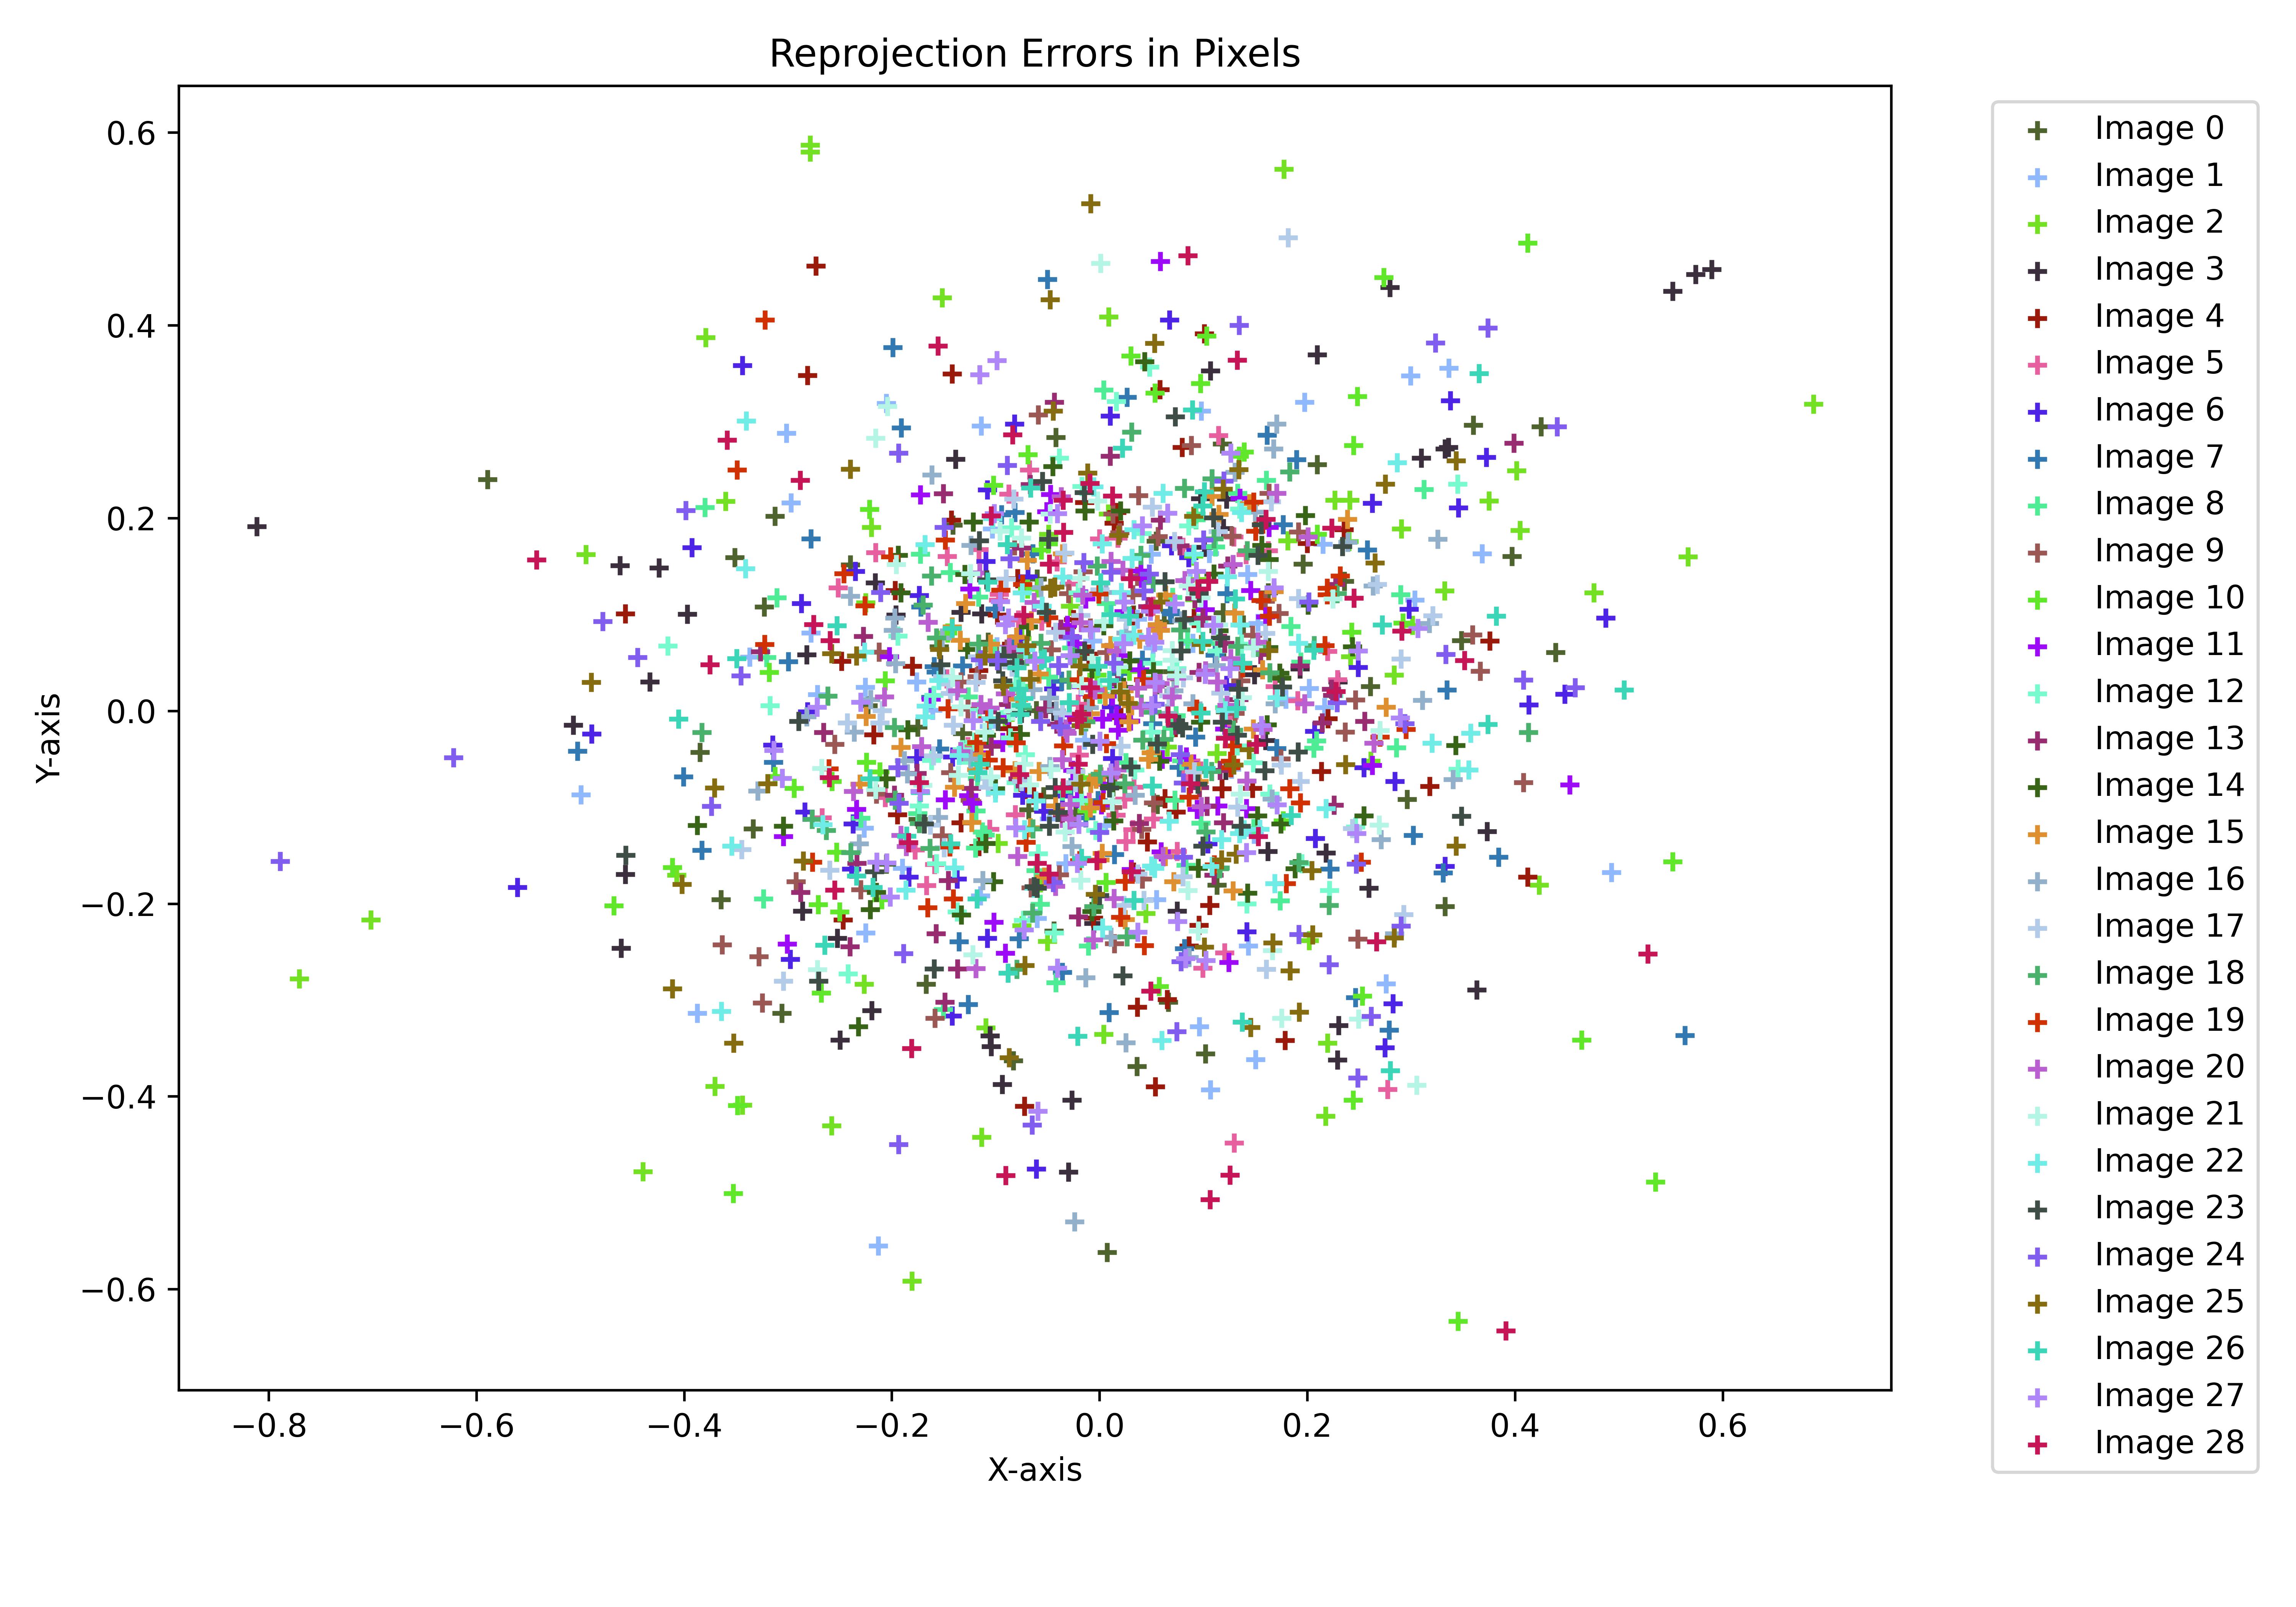 Reprojection Errors in Pixels
0.6
0.4
0.2
0.0
−0.2
−0.4
−0.6
Y-axis
−0.8 −0.6 −0.4 −0.2 0.0 0.2 0.4 0.6
X-axis
Image 0
Image 1
Image 2
Image 3
Image 4
Image 5
Image 6
Image 7
Image 8
Image 9
Image 10
Image 11
Image 12
Image 13
Image 14
Image 15
Image 16
Image 17
Image 18
Image 19
Image 20
Image 21
Image 22
Image 23
Image 24
Image 25
Image 26
Image 27
Image 28